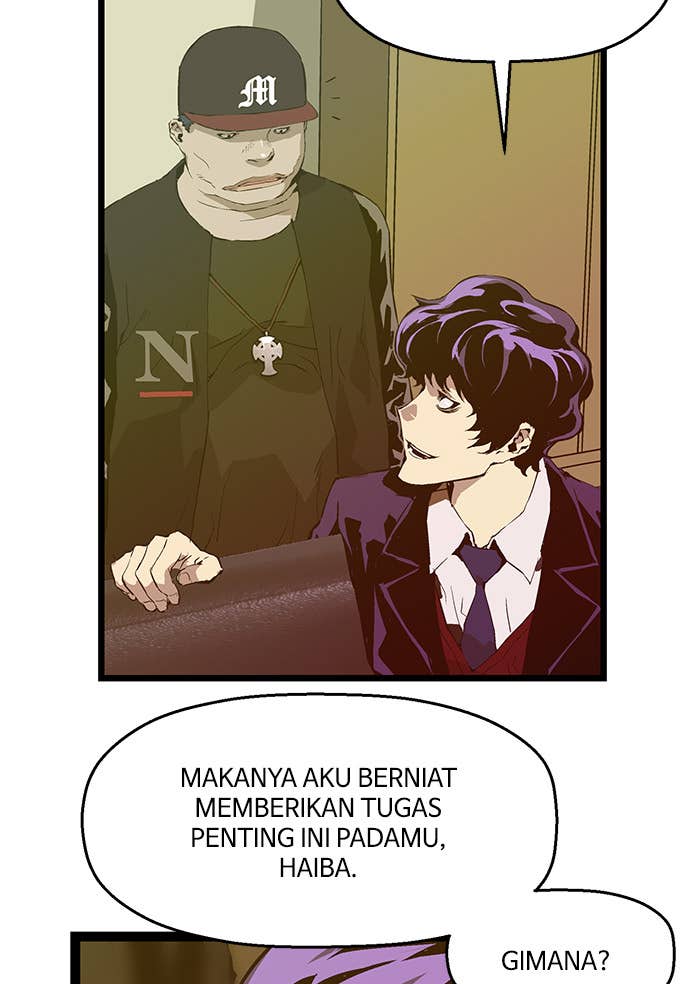 M
N
MAKANYA AKU BERNIAT
MEMBERIKAN TUGAS
PENTING INI PADAMU,
HAIBA.
GIMANA?